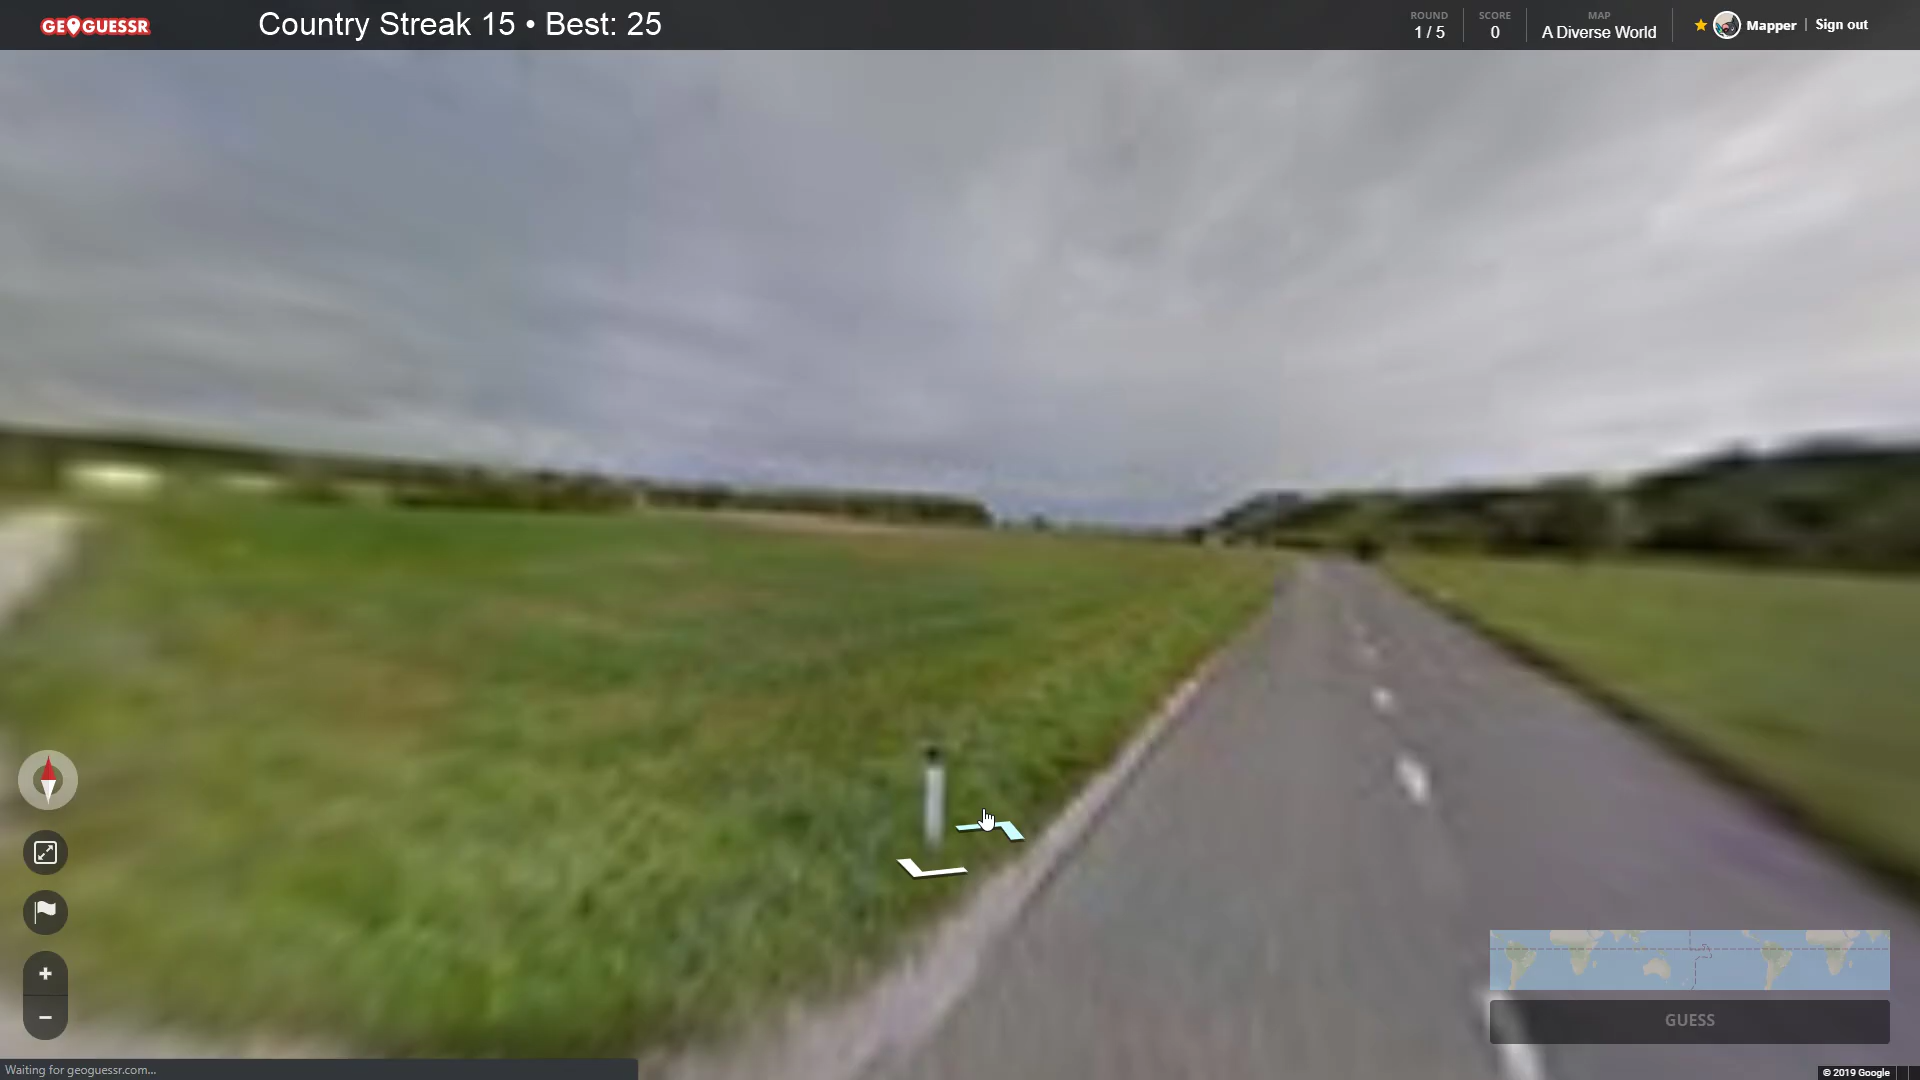 GEOGUESSR
Country Streak 15 • Best: 25
ROUND
1 / 5
SCORE
0
MAP
A Diverse World
Mapper | Sign out
+
−
GUESS
Waiting for geoguessr.com...
© 2019 Google